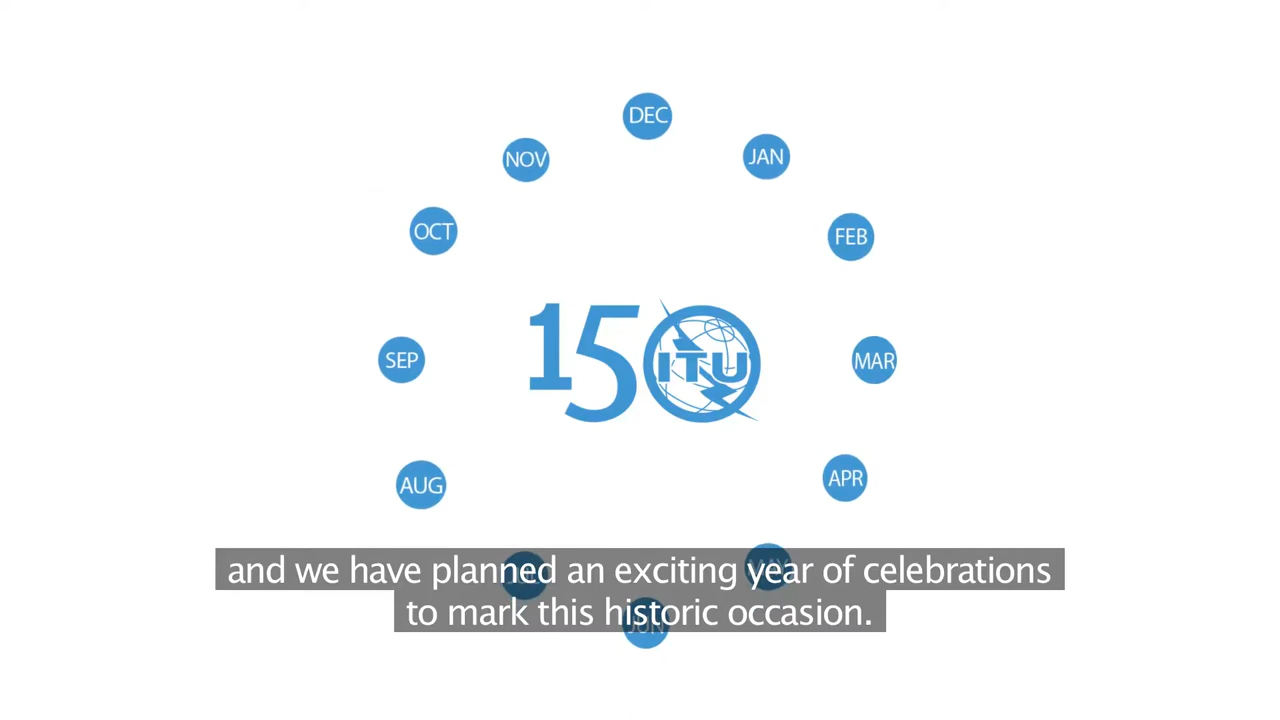 DEC
NOV
JAN
OCT
FEB
150
ITU
SEP
MAR
AUG
APR
and we have planned an exciting year of celebrations
to mark this historic occasion.
JUN